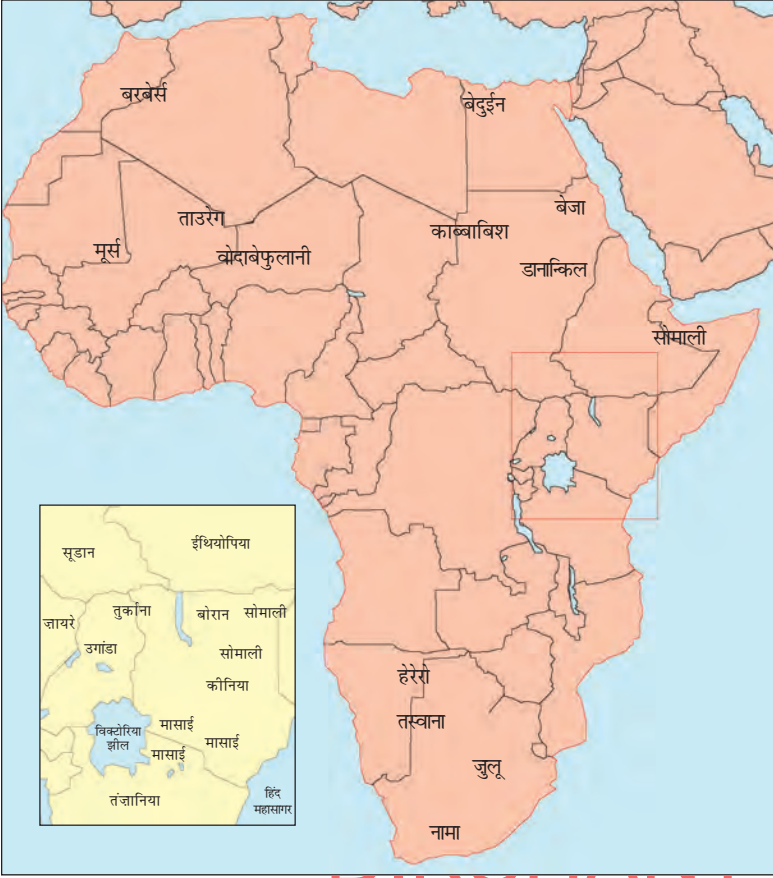 बरबेर्स
बेदुईन
ताउरेग
बेजा
मूर्स
वोदाबेफुलानी
काब्बाबिश
डानान्किल
सोमाली
सूडान
ईथियोपिया
ज़ायरे
तुर्काना
बोरान
सोमाली
उगांडा
सोमाली
कीनिया
विक्टोरिया
झील
मासाई
मासाई
मासाई
तंज़ानिया
हिंद
महासागर
हेरेरो
तस्वाना
ज़ुलू
नामा